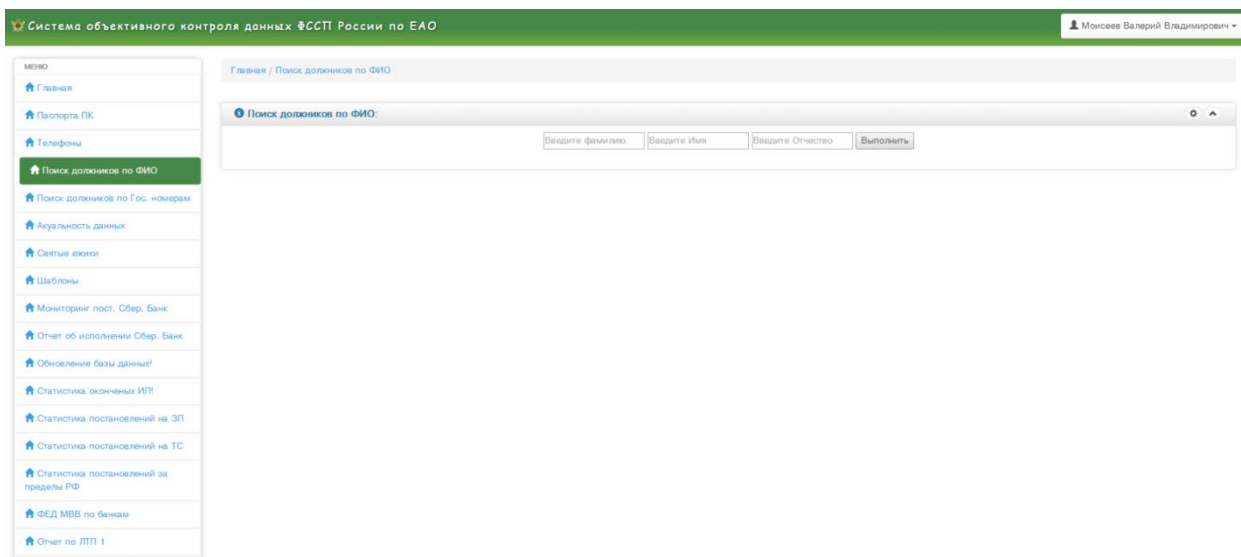 Система объективного контроля данных ФССП России по ЕАО
Моисеев Валерий Владимирович
МЕНЮ
Главная
Паспорта ПК
Телефоны
Поиск должников по ФИО
Поиск должников по Гос. номерам
Акуальность данных
Святые ежики
Шаблоны
Мониторинг пост. Сбер. Банк
Отчет об исполнении Сбер. Банк
Обновление базы данных!
Статистика оконченых ИП!
Статистика постановлений на ЗП
Статистика постановлений на ТС
Статистика постановлений за
пределы РФ
ФЕД МВВ по банкам
Отчет по ЛТП 1
Главная / Поиск должников по ФИО
Поиск должников по ФИО:
Введите фамилию Введите Имя Введите Отчество Выполнить